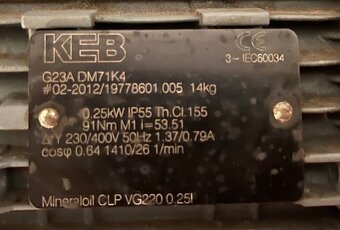 KEB CE
3~IEC60034
G23A DM71K4
#02-2012/19778601.005 14kg
0.25kW IP55 Th.Cl.155
91Nm M1 i=53.51
Δ/Y 230/400V 50Hz 1.37/0.79A
cosφ 0.64 1410/26 1/min
Mineraloil CLP VG220 0.25l